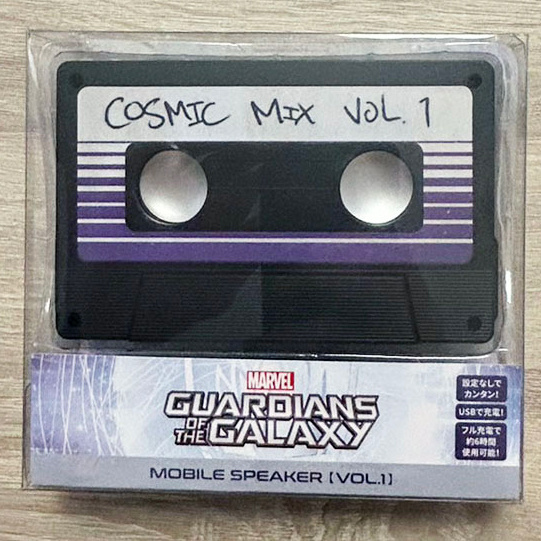 COSMIC MIX VOL. 1
MARVEL
GUARDIANS
OF THE GALAXY
設定なしで
カンタン!
USBで充電!
フル充電で
約6時間
使用可能!
MOBILE SPEAKER [VOL.1]